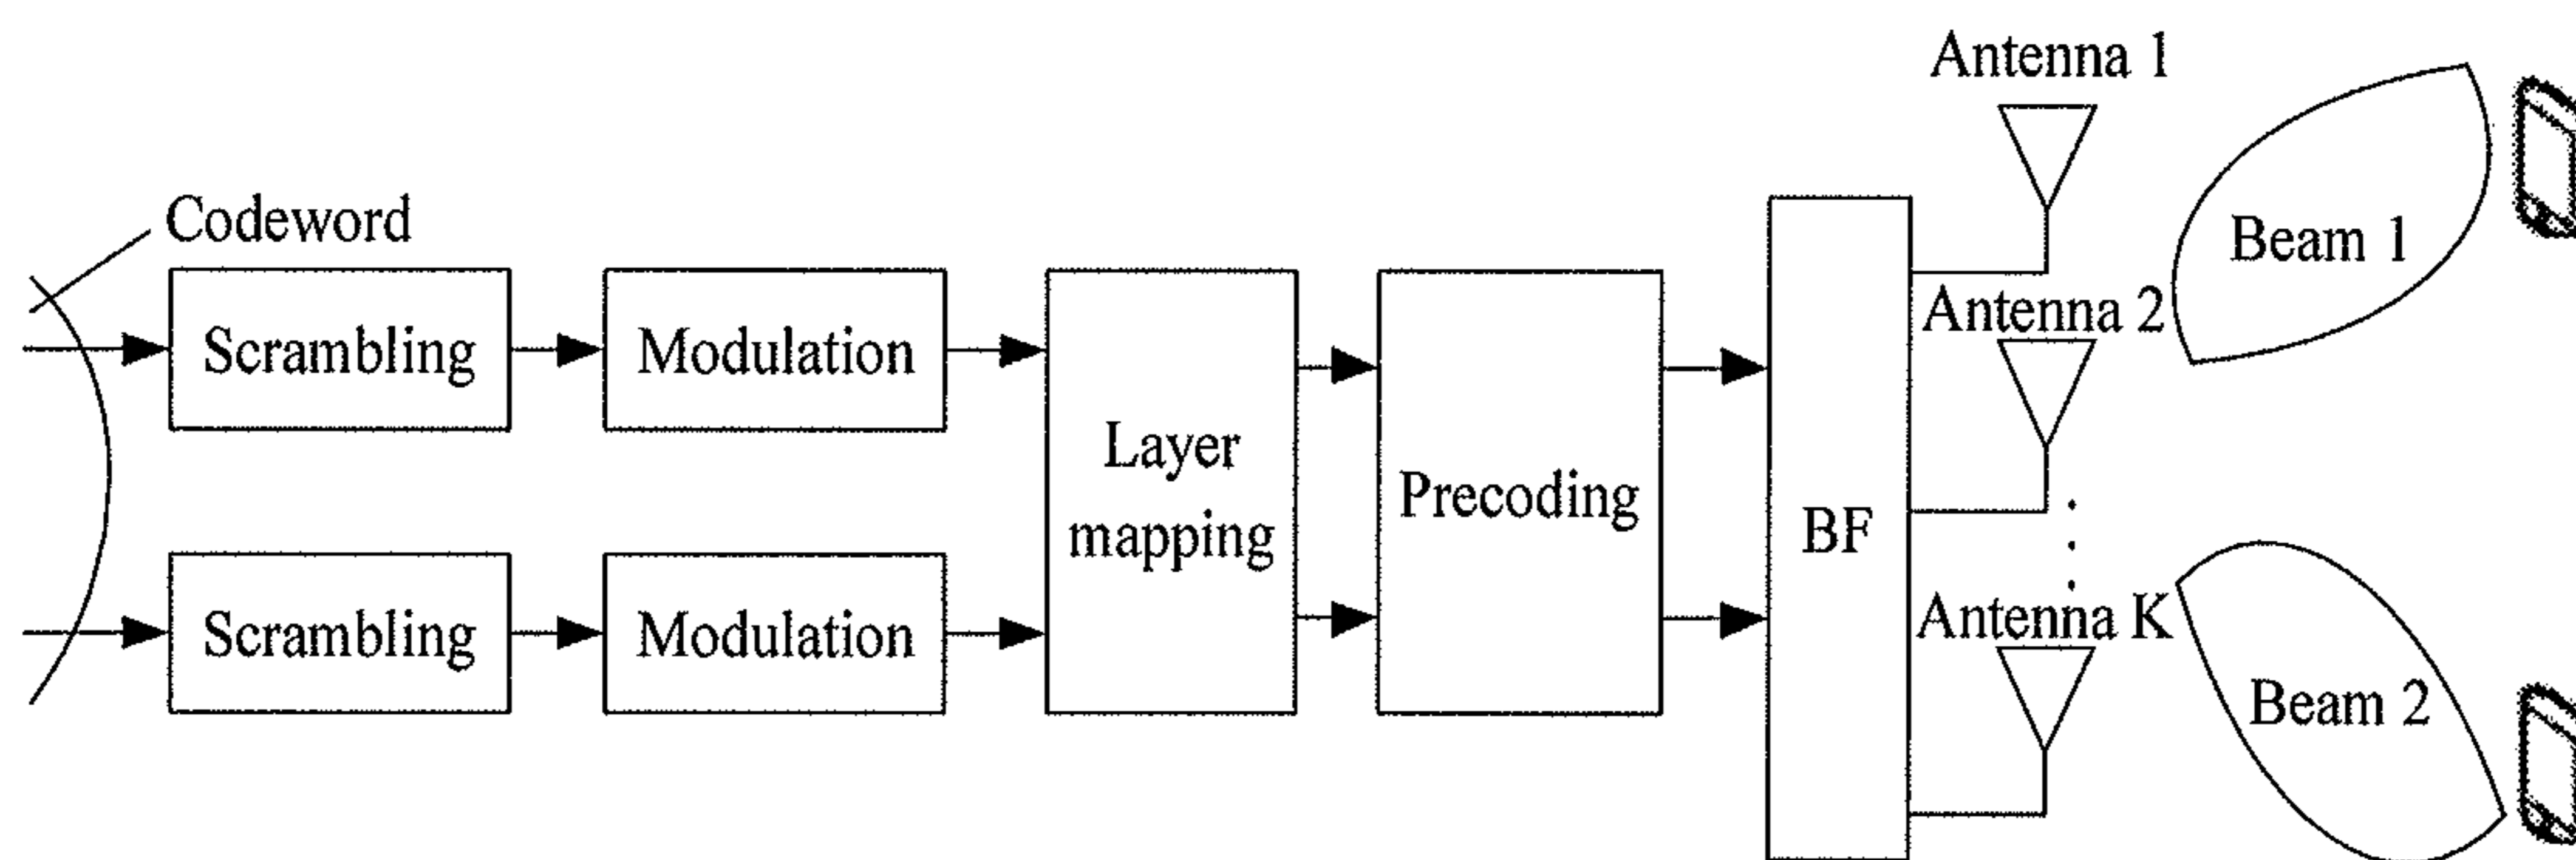 Codeword
Scrambling
Modulation
Scrambling
Modulation
Layer
mapping
Precoding
BF
Antenna 1
Antenna 2
Antenna K
Beam 1
Beam 2